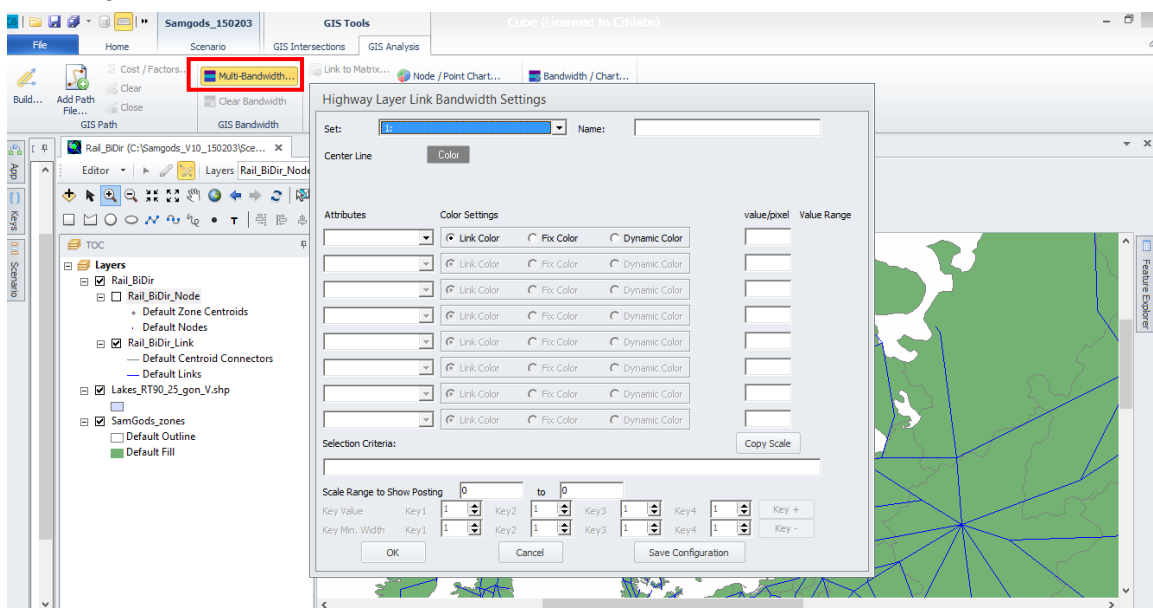 Samgods_150203
GIS Tools
Cube (Licensed to Citilabs)
File
Home
Scenario
GIS Intersections
GIS Analysis
Build...
Add Path File...
Cost / Factors...
Clear
Close
GIS Path
Multi-Bandwidth...
Clear Bandwidth
GIS Bandwidth
Link to Matrix...
Node / Point Chart...
Bandwidth / Chart...
Highway Layer Link Bandwidth Settings
Set: 1: Name:
Center Line Color
Attributes Color Settings value/pixel Value Range
Link Color Fix Color Dynamic Color
Link Color Fix Color Dynamic Color
Link Color Fix Color Dynamic Color
Link Color Fix Color Dynamic Color
Link Color Fix Color Dynamic Color
Link Color Fix Color Dynamic Color
Link Color Fix Color Dynamic Color
Link Color Fix Color Dynamic Color
Selection Criteria: Copy Scale
Scale Range to Show Posting 0 to 0
Key Value Key1 1 Key2 1 Key3 1 Key4 1 Key +
Key Min. Width Key1 1 Key2 1 Key3 1 Key4 1 Key -
OK Cancel Save Configuration
App
Keys
Scenario
Rail_BiDir (C:\Samgods_V10_150203\Sce...
Editor Layers Rail_BiDir_Node
T
TOC
Layers
Rail_BiDir
Rail_BiDir_Node
Default Zone Centroids
Default Nodes
Rail_BiDir_Link
Default Centroid Connectors
Default Links
Lakes_RT90_25_gon_V.shp
SamGods_zones
Default Outline
Default Fill
Feature Explorer